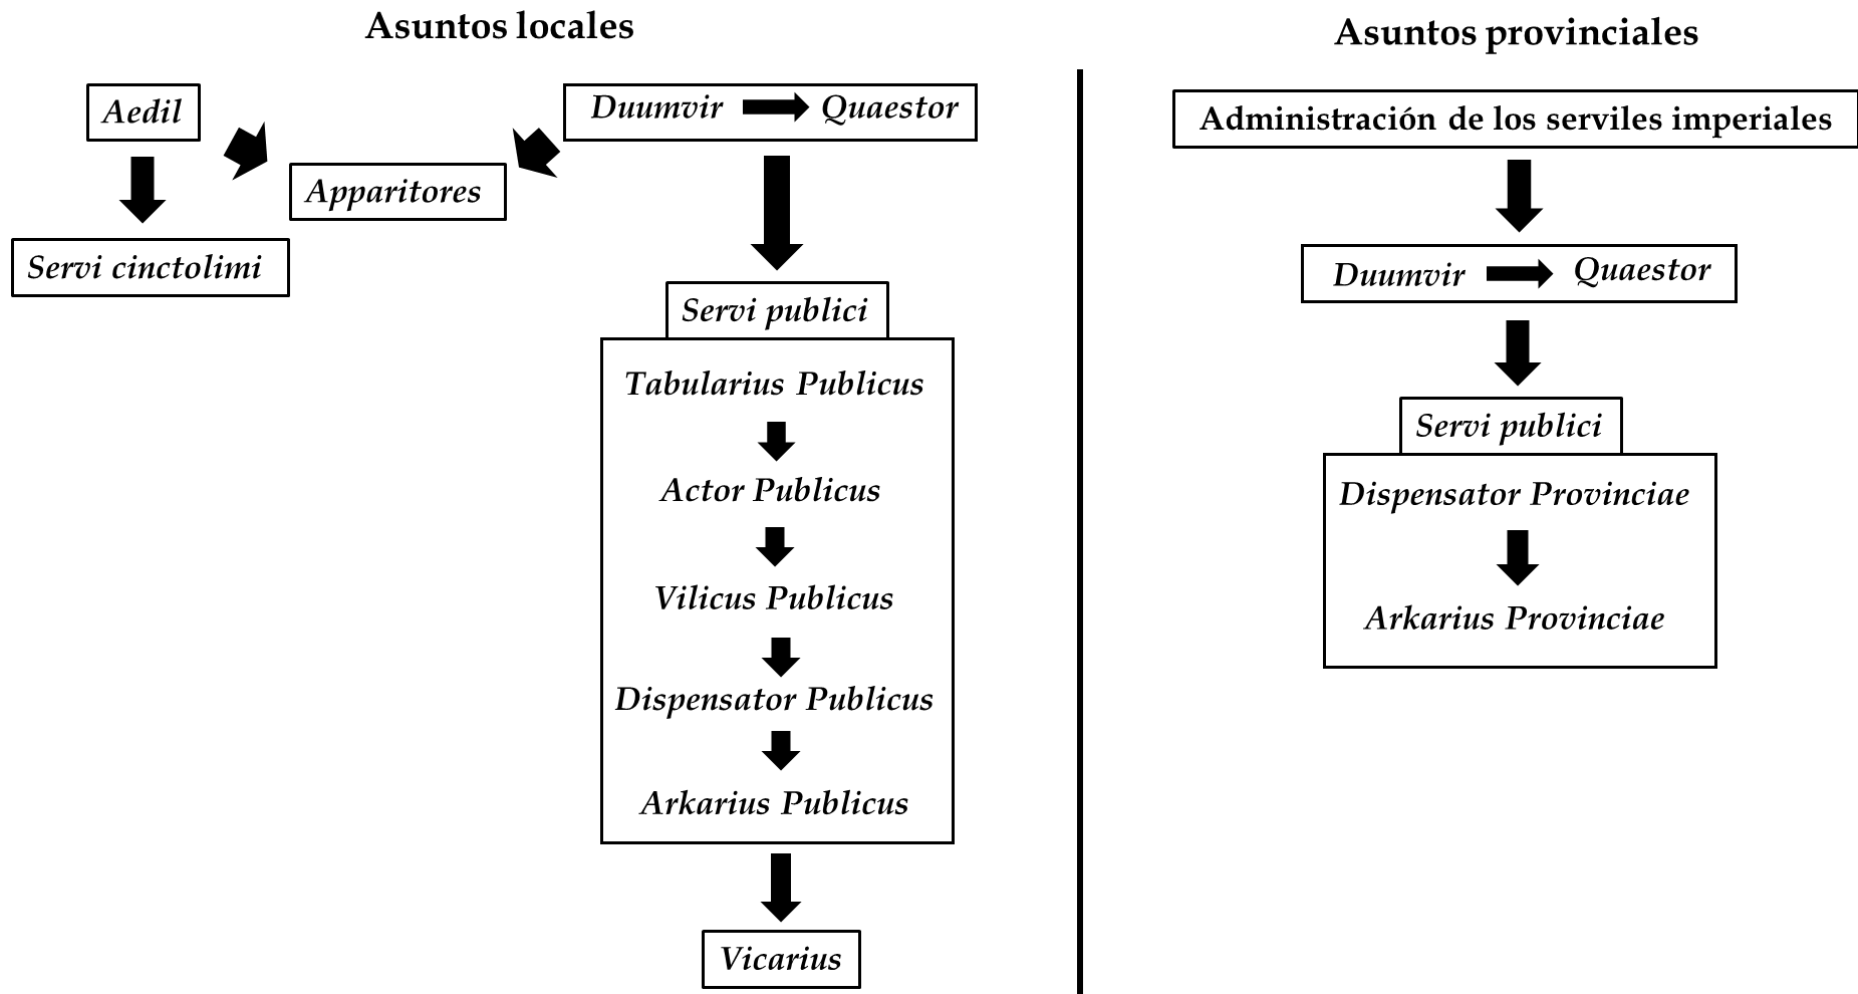 Asuntos locales
Aedil
Duumvir Quaestor
Apparitores
Servi cinctolimi
Servi publici
Tabularius Publicus
Actor Publicus
Vilicus Publicus
Dispensator Publicus
Arkarius Publicus
Vicarius
Asuntos provinciales
Administración de los serviles imperiales
Duumvir Quaestor
Servi publici
Dispensator Provinciae
Arkarius Provinciae